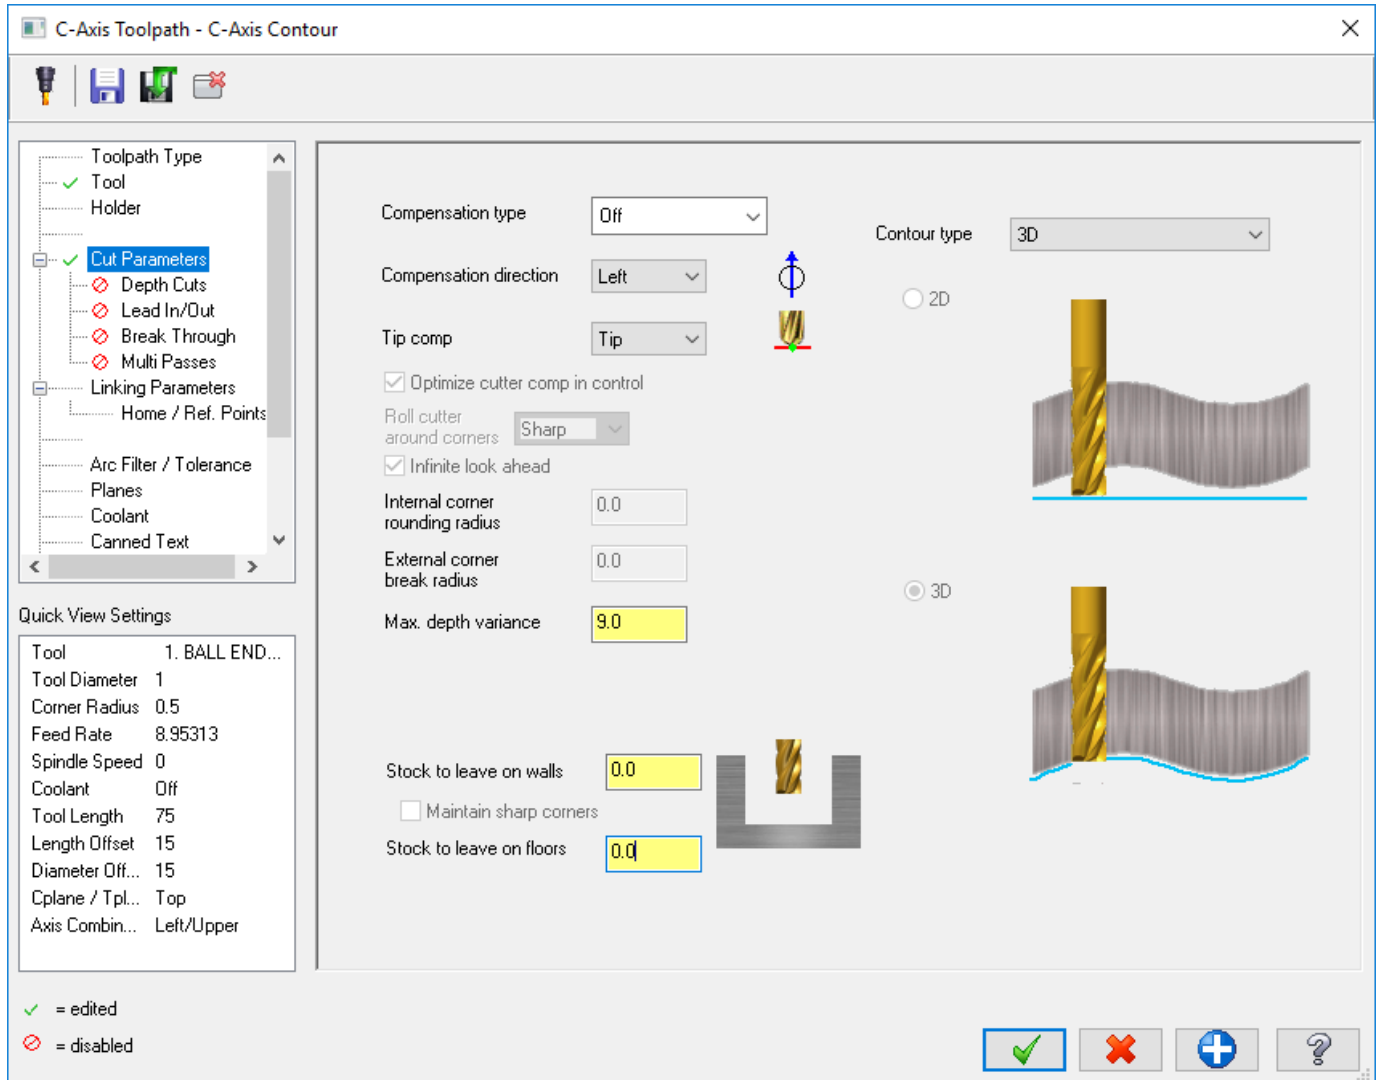 C-Axis Toolpath - C-Axis Contour
Toolpath Type
Tool
Holder
Cut Parameters
Depth Cuts
Lead In/Out
Break Through
Multi Passes
Linking Parameters
Home / Ref. Points
Arc Filter / Tolerance
Planes
Coolant
Canned Text
Quick View Settings
Tool 1. BALL END...
Tool Diameter 1
Corner Radius 0.5
Feed Rate 8.95313
Spindle Speed 0
Coolant Off
Tool Length 75
Length Offset 15
Diameter Off... 15
Cplane / Tpl... Top
Axis Combin... Left/Upper
= edited
= disabled
Compensation type Off
Compensation direction Left
Tip comp Tip
Optimize cutter comp in control
Roll cutter
around corners Sharp
Infinite look ahead
Internal corner
rounding radius 0.0
External corner
break radius 0.0
Max. depth variance 9.0
Stock to leave on walls 0.0
Maintain sharp corners
Stock to leave on floors 0.0
Contour type 3D
2D
3D